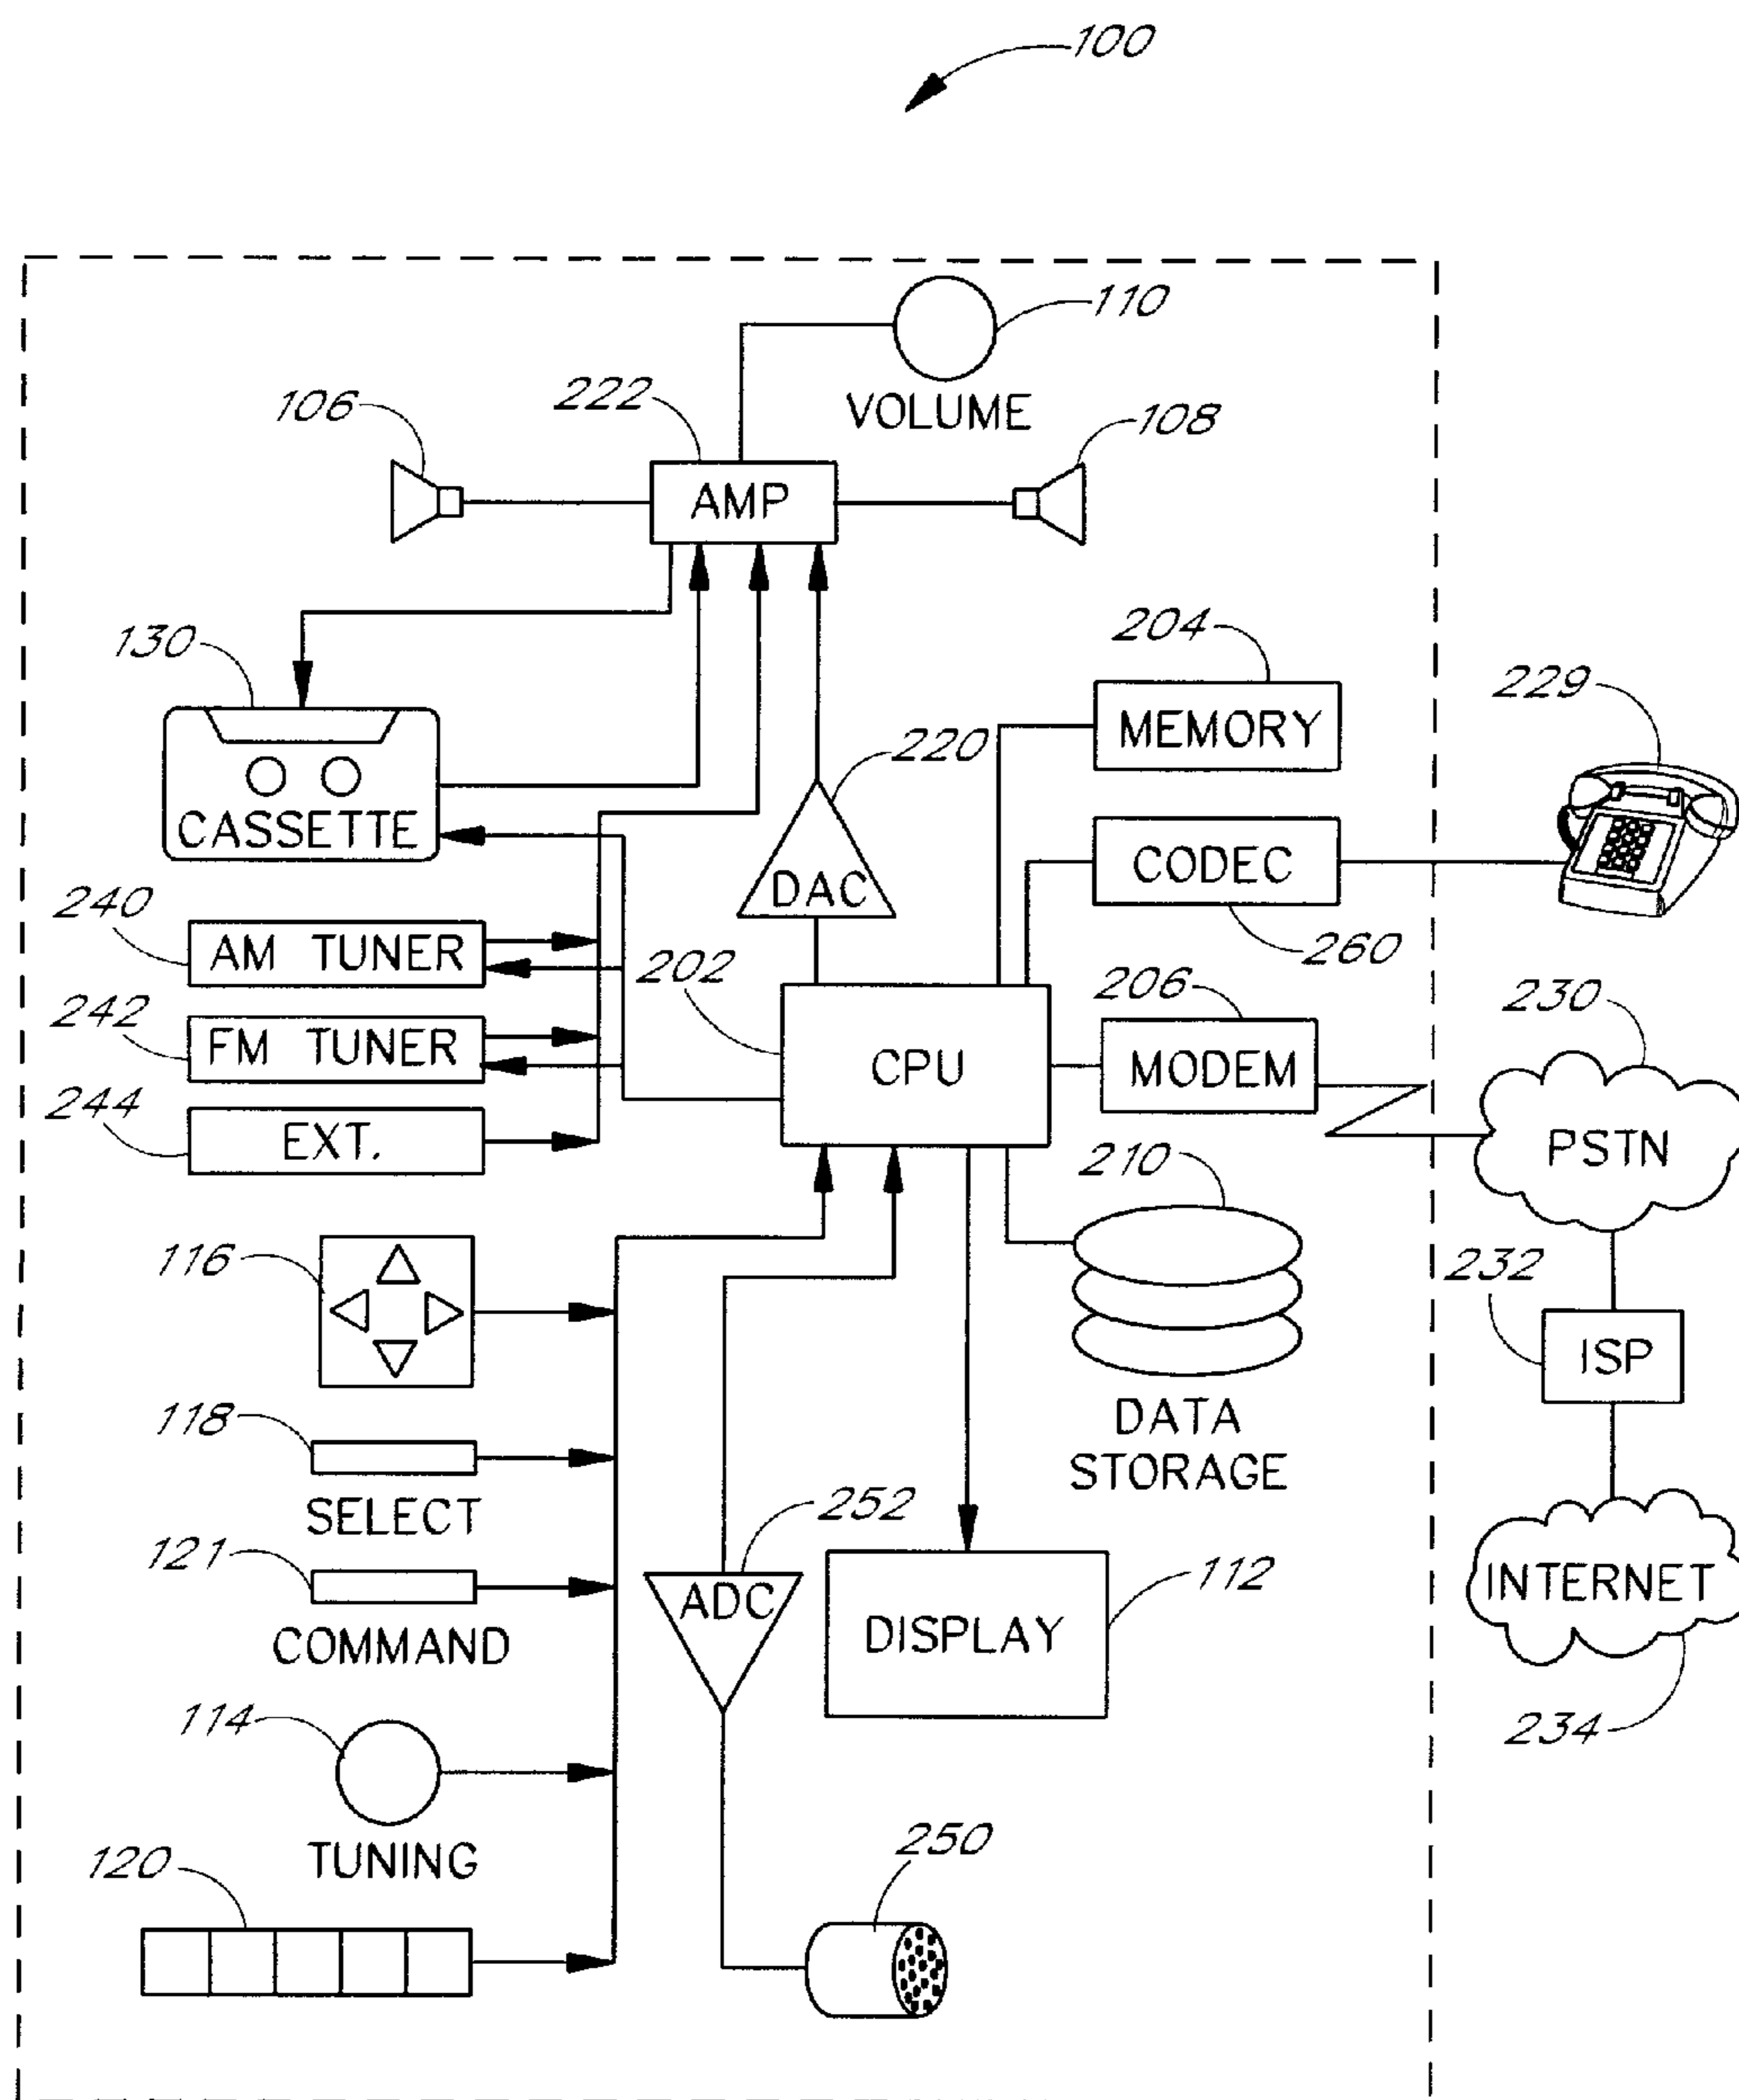 100
110
VOLUME
106
222
108
AMP
130
204
229
MEMORY
220
CASSETTE
DAC
CODEC
240
AM TUNER
202
260
242
FM TUNER
206
230
CPU
MODEM
244
EXT.
PSTN
210
116
232
ISP
118
DATA
STORAGE
SELECT
252
121
ADC
112
INTERNET
COMMAND
DISPLAY
114
234
TUNING
120
250